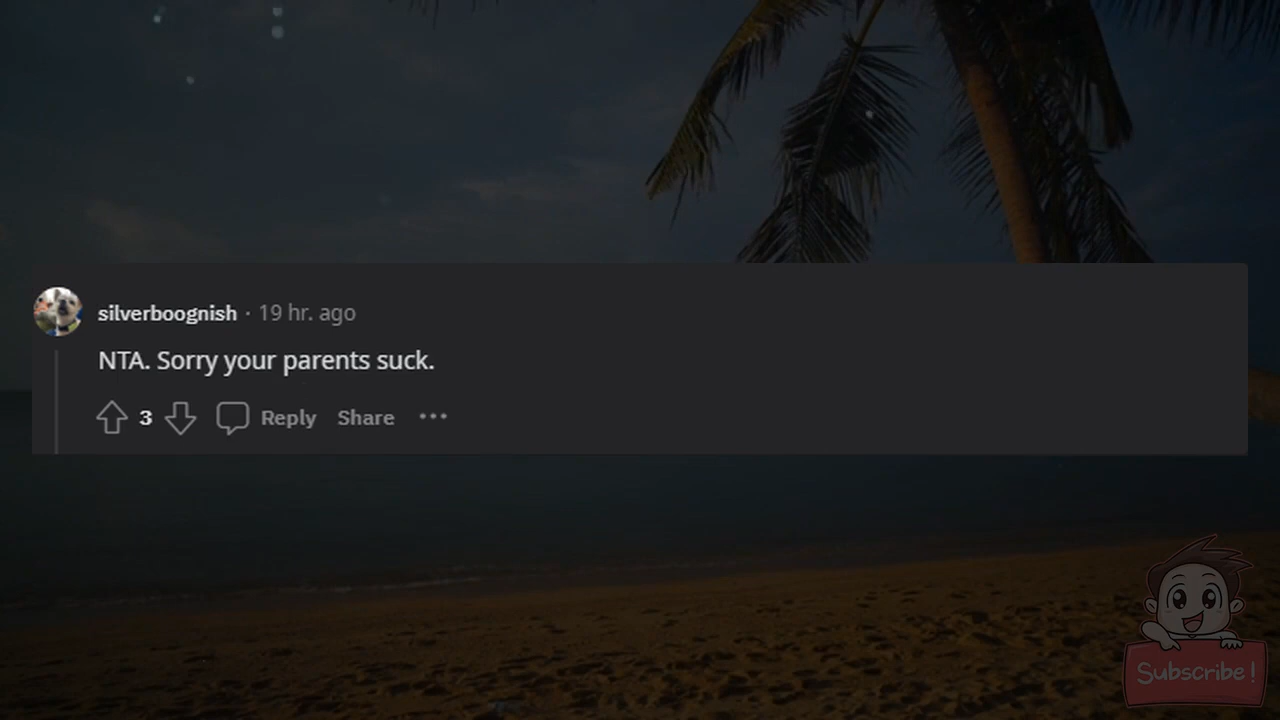 silverboognish · 19 hr. ago
NTA. Sorry your parents suck.
3 Reply Share ...
Subscribe!